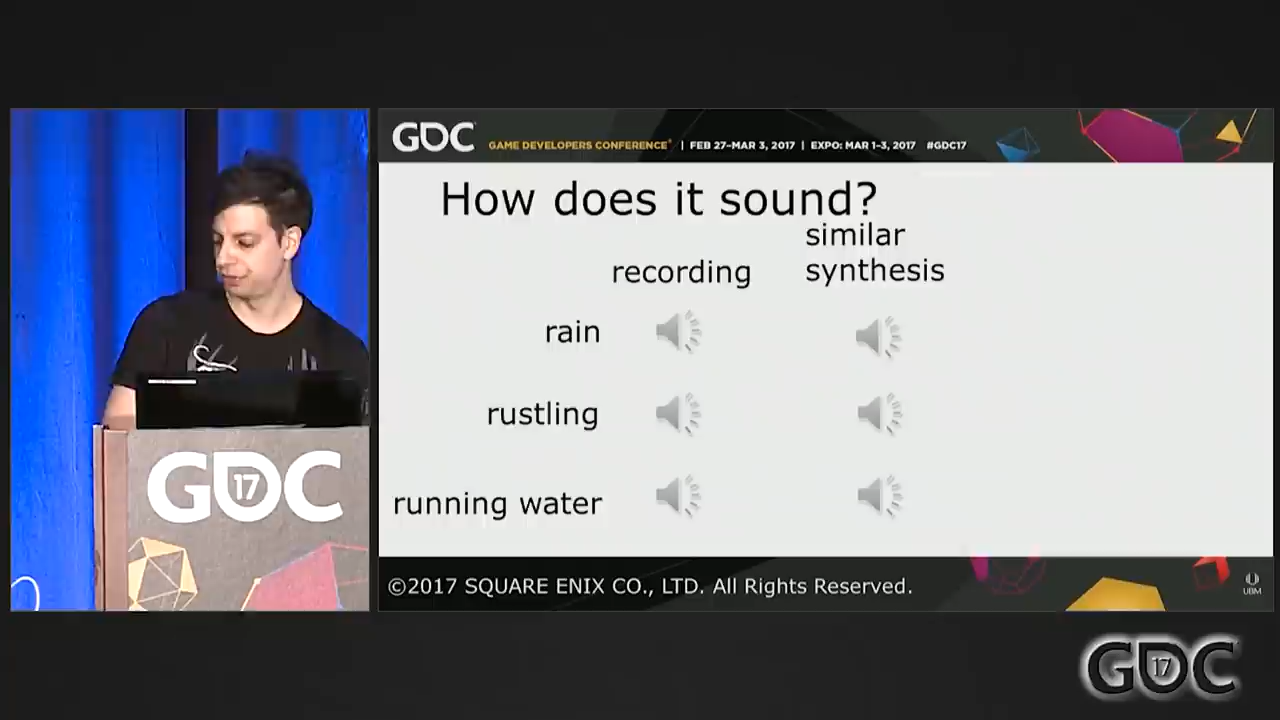 GDC
GAME DEVELOPERS CONFERENCE® | FEB 27-MAR 3, 2017 | EXPO: MAR 1-3, 2017 #GDC17
How does it sound?
recording
similar
synthesis
rain
rustling
running water
©2017 SQUARE ENIX CO., LTD. All Rights Reserved.
UBM
GDC
17
GDC
17